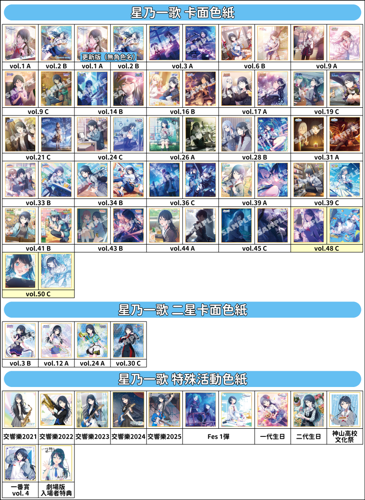 星乃一歌 卡面色紙
更新版（無角色名）
vol.1 A vol.2 B vol.1 A vol.2 B vol.3 A vol.6 B vol.9 A
vol.9 C vol.14 B vol.16 B vol.17 A vol.19 C
vol.21 C vol.24 C vol.26 A vol.28 B vol.31 A
vol.33 B vol.34 B vol.36 C vol.39 A vol.39 C
vol.41 B vol.43 B vol.44 A vol.45 C vol.48 C
vol.50 C
星乃一歌 二星卡面色紙
vol.3 B vol.12 A vol.24 A vol.30 C
星乃一歌 特殊活動色紙
交響樂2021 交響樂2022 交響樂2023 交響樂2024 交響樂2025 Fes 1彈 一代生日 二代生日 神山高校
文化祭
一番賞 劇場版
vol. 4 入場者特典